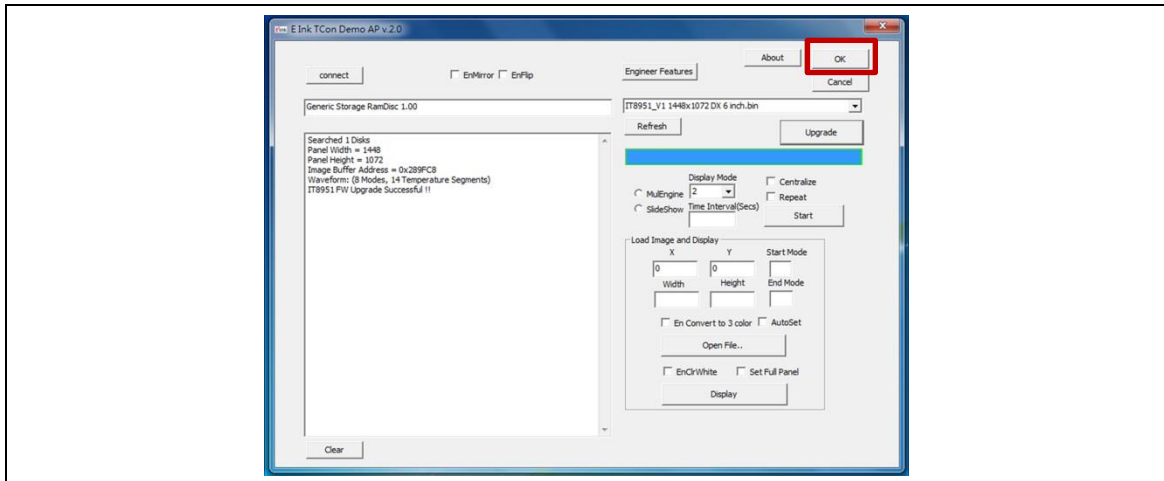 E Ink TCon Demo AP v.2.0
About
OK
connect
EnMirror
EnFlip
Engineer Features
Cancel
Generic Storage RamDisc 1.00
IT8951_V1 1448x1072 DX 6 inch.bin
Refresh
Upgrade
Searched 1 Disks
Panel Width = 1448
Panel Height = 1072
Image Buffer Address = 0x289FC8
Waveform: (8 Modes, 14 Temperature Segments)
IT8951 FW Upgrade Successful !!
Display Mode
MulEngine
2
Centralize
Repeat
SlideShow
Time Interval(Secs)
Start
Load Image and Display
X
Y
Start Mode
0
0
Width
Height
End Mode
En Convert to 3 color
AutoSet
Open File..
EnClrWhite
Set Full Panel
Display
Clear